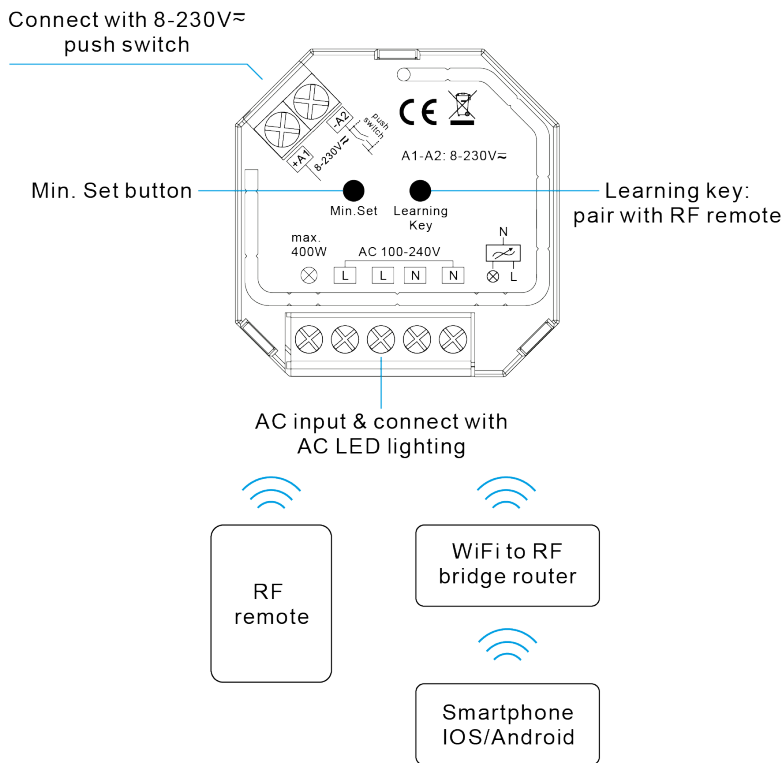 Connect with 8-230V≂
push switch
-A2
push
switch
+A1
8-230V≂
CE
A1-A2: 8-230V≂
Min. Set button
Min.Set
Learning
Key
Learning key:
pair with RF remote
max.
400W
AC 100-240V
L
L
N
N
N
L
AC input & connect with
AC LED lighting
RF
remote
WiFi to RF
bridge router
Smartphone
IOS/Android